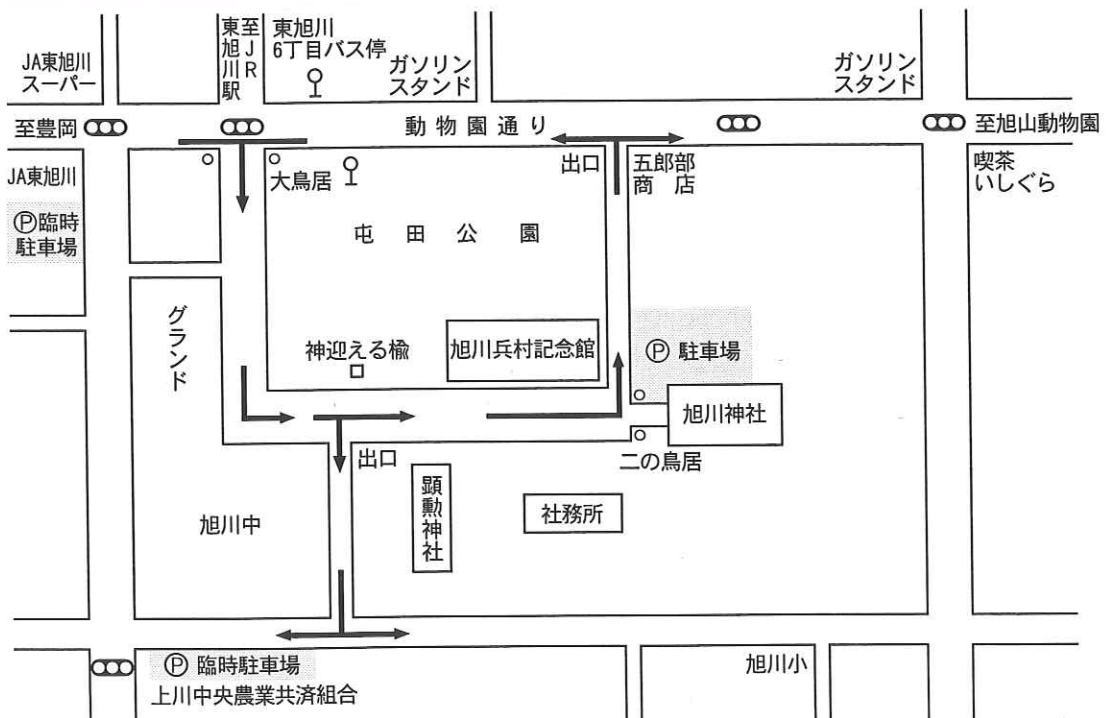 JA東旭川
スーパー
至JR
東旭川駅
東旭川
6丁目バス停
ガソリン
スタンド
ガソリン
スタンド
至豊岡
動物園通り
至旭山動物園
JA東旭川
大鳥居
出口
五郎部
商店
喫茶
いしぐら
Ⓟ臨時
駐車場
屯田公園
グランド
神迎える楡
旭川兵村記念館
Ⓟ 駐車場
旭川神社
二の鳥居
出口
顕勲神社
社務所
旭川中
Ⓟ 臨時駐車場
上川中央農業共済組合
旭川小